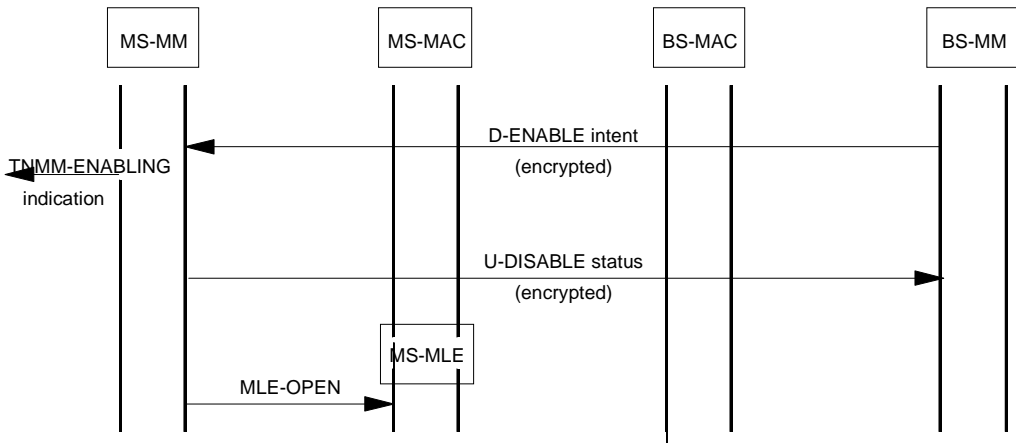 MS-MM
MS-MAC
BS-MAC
BS-MM
D-ENABLE intent
(encrypted)
TNMM-ENABLING
indication
U-DISABLE status
(encrypted)
MS-MLE
MLE-OPEN